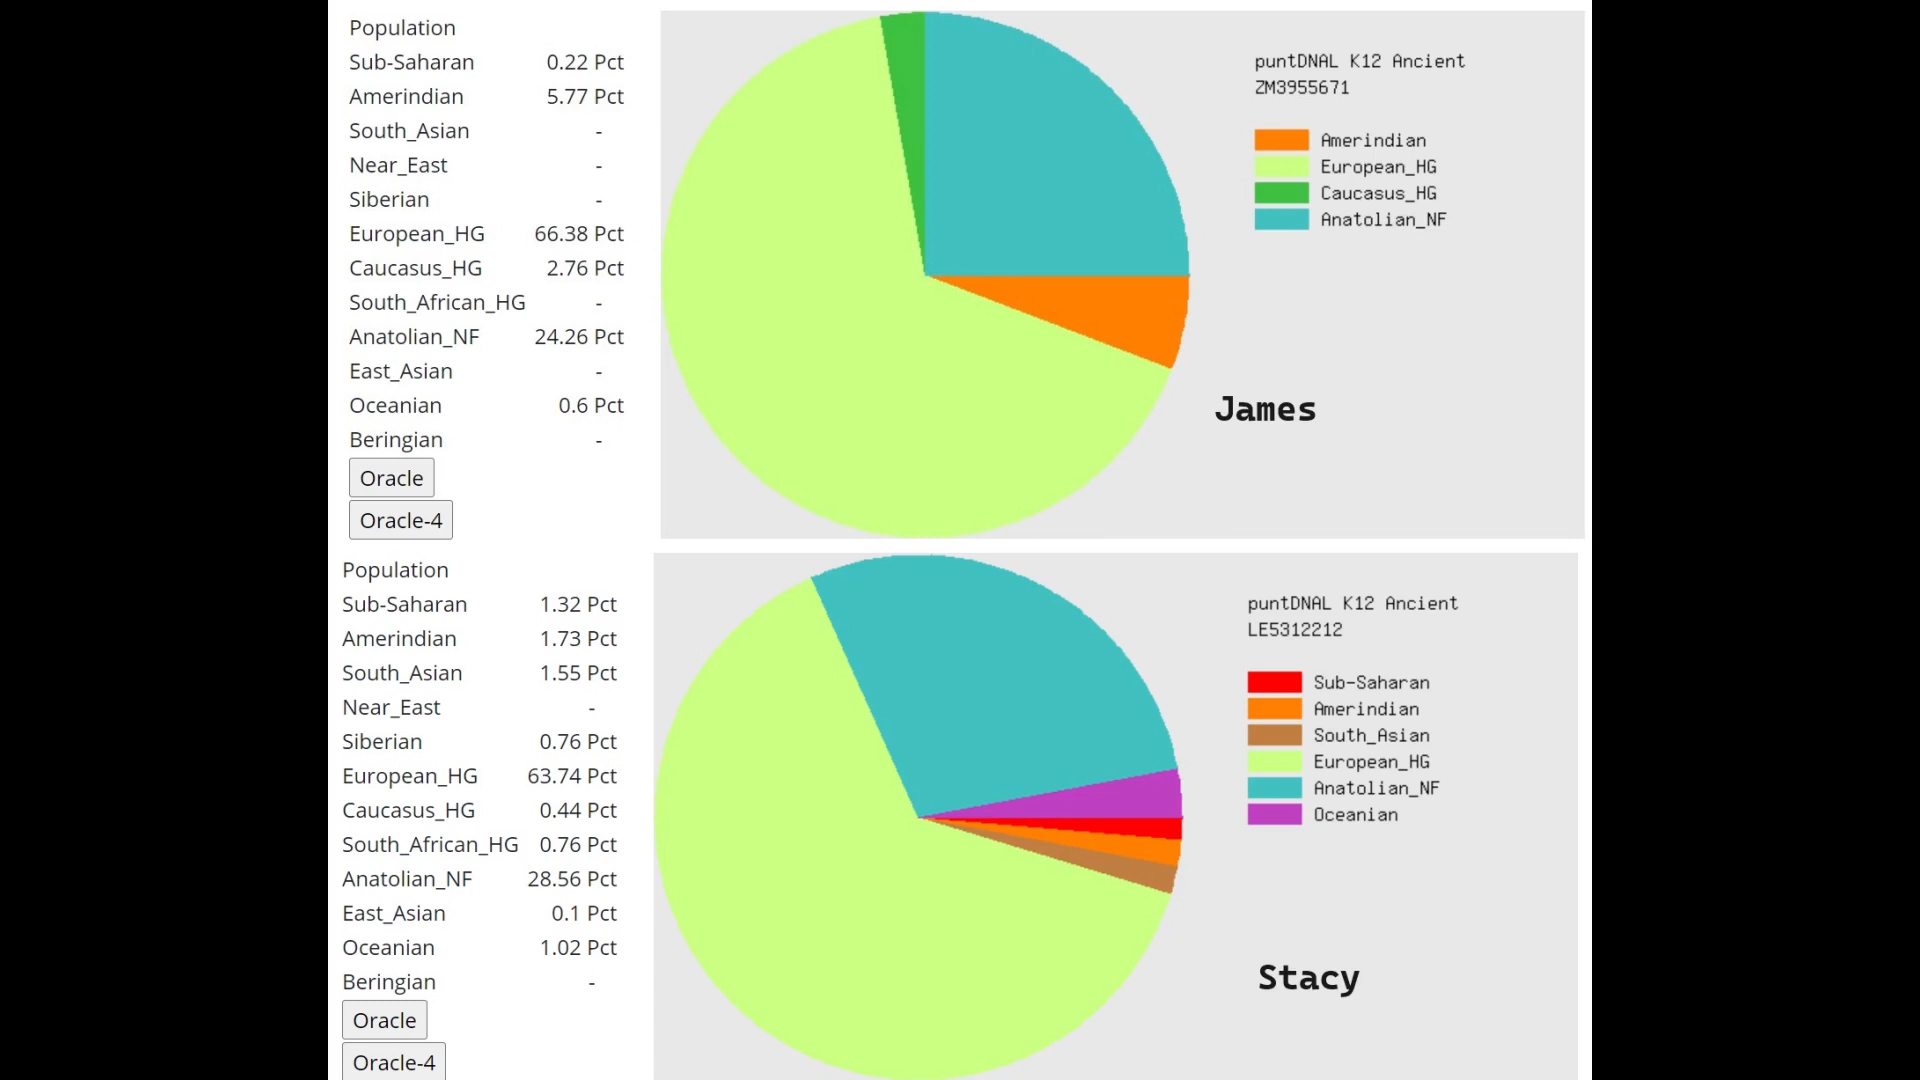 Population
Sub-Saharan 0.22 Pct
Amerindian 5.77 Pct
South_Asian -
Near_East -
Siberian -
European_HG 66.38 Pct
Caucasus_HG 2.76 Pct
South_African_HG -
Anatolian_NF 24.26 Pct
East_Asian -
Oceanian 0.6 Pct
Beringian -
Oracle
Oracle-4
puntDNAL K12 Ancient
ZM3955671
Amerindian
European_HG
Caucasus_HG
Anatolian_NF
James
Population
Sub-Saharan 1.32 Pct
Amerindian 1.73 Pct
South_Asian 1.55 Pct
Near_East -
Siberian 0.76 Pct
European_HG 63.74 Pct
Caucasus_HG 0.44 Pct
South_African_HG 0.76 Pct
Anatolian_NF 28.56 Pct
East_Asian 0.1 Pct
Oceanian 1.02 Pct
Beringian -
Oracle
Oracle-4
puntDNAL K12 Ancient
LE5312212
Sub-Saharan
Amerindian
South_Asian
European_HG
Anatolian_NF
Oceanian
Stacy